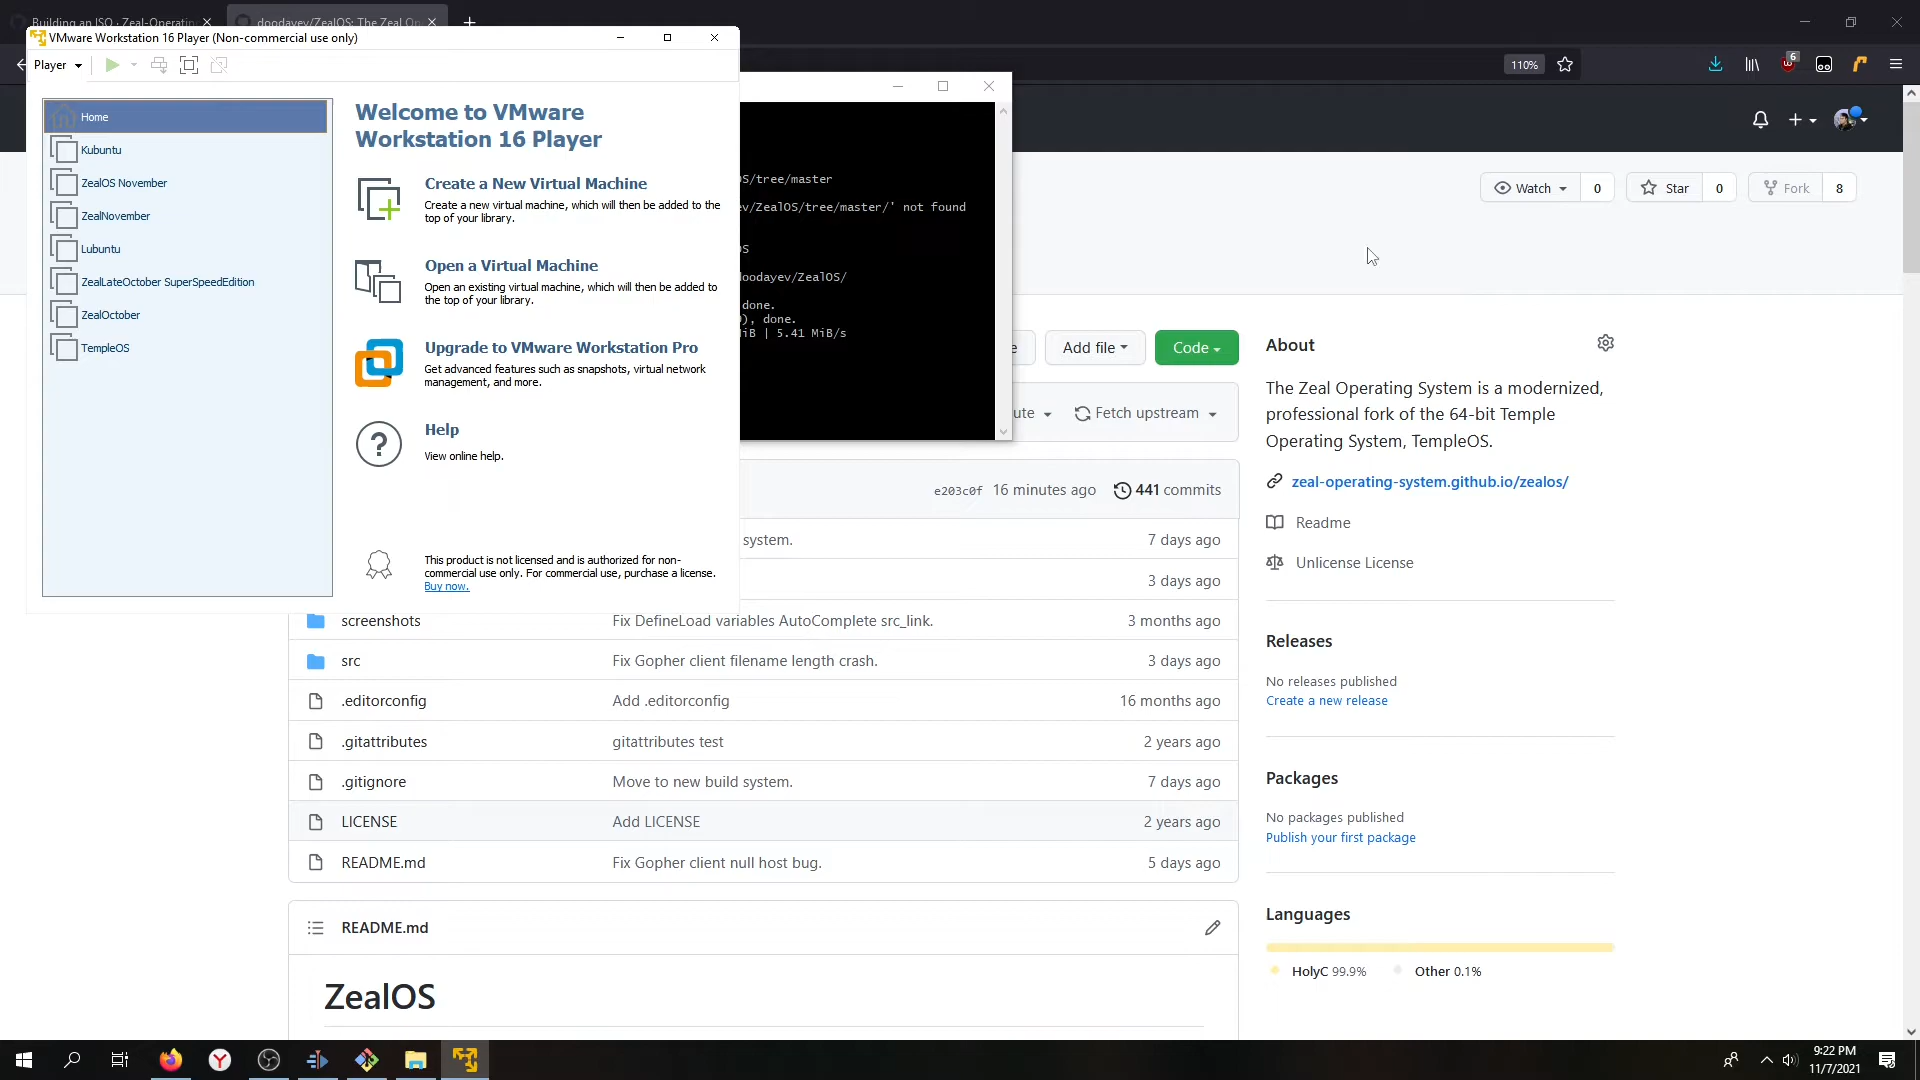 Building an ISO · Zeal-Operatin
doodayev/ZealOS: The Zeal Op
VMware Workstation 16 Player (Non-commercial use only)
Player
110%
6
Home
Kubuntu
ZealOS November
ZealNovember
Lubuntu
ZealLateOctober SuperSpeedEdition
ZealOctober
TempleOS
Welcome to VMware
Workstation 16 Player
Create a New Virtual Machine
Create a new virtual machine, which will then be added to the
top of your library.
Open a Virtual Machine
Open an existing virtual machine, which will then be added to
the top of your library.
Upgrade to VMware Workstation Pro
Get advanced features such as snapshots, virtual network
management, and more.
Help
View online help.
This product is not licensed and is authorized for non-
commercial use only. For commercial use, purchase a license.
Buy now.
OS/tree/master
ev/ZealOS/tree/master/' not found
OS
doodayev/ZealOS/
done.
), done.
iB | 5.41 MiB/s
Watch 0
Star 0
Fork 8
e
Add file
Code
ute
Fetch upstream
e203c0f 16 minutes ago 441 commits
system. 7 days ago
3 days ago
screenshots Fix DefineLoad variables AutoComplete src_link. 3 months ago
src Fix Gopher client filename length crash. 3 days ago
.editorconfig Add .editorconfig 16 months ago
.gitattributes gitattributes test 2 years ago
.gitignore Move to new build system. 7 days ago
LICENSE Add LICENSE 2 years ago
README.md Fix Gopher client null host bug. 5 days ago
README.md
ZealOS
About
The Zeal Operating System is a modernized,
professional fork of the 64-bit Temple
Operating System, TempleOS.
zeal-operating-system.github.io/zealos/
Readme
Unlicense License
Releases
No releases published
Create a new release
Packages
No packages published
Publish your first package
Languages
HolyC 99.9% Other 0.1%
9:22 PM
11/7/2021